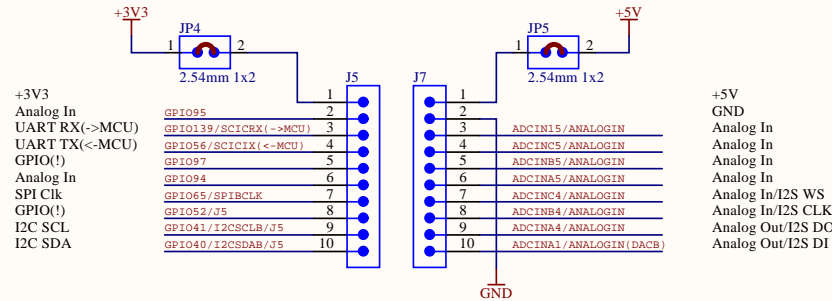 +3V3
+5V
JP4
JP5
1 2
1 2
2.54mm 1x2
2.54mm 1x2
J5
J7
+3V3 1 1 +5V
Analog In GPIO95 2 2 GND
UART RX(->MCU) GPIO139/SCICRX(->MCU) 3 3 ADCIN15/ANALOGIN Analog In
UART TX(<-MCU) GPIO56/SCICIX(<-MCU) 4 4 ADCINC5/ANALOGIN Analog In
GPIO(!) GPIO97 5 5 ADCINB5/ANALOGIN Analog In
Analog In GPIO94 6 6 ADCINA5/ANALOGIN Analog In
SPI Clk GPIO65/SPIBCLK 7 7 ADCINC4/ANALOGIN Analog In/I2S WS
GPIO(!) GPIO52/J5 8 8 ADCINB4/ANALOGIN Analog In/I2S CLK
I2C SCL GPIO41/I2CSCLB/J5 9 9 ADCINA4/ANALOGIN Analog Out/I2S DO
I2C SDA GPIO40/I2CSDAB/J5 10 10 ADCINA1/ANALOGIN(DACB) Analog Out/I2S DI
GND